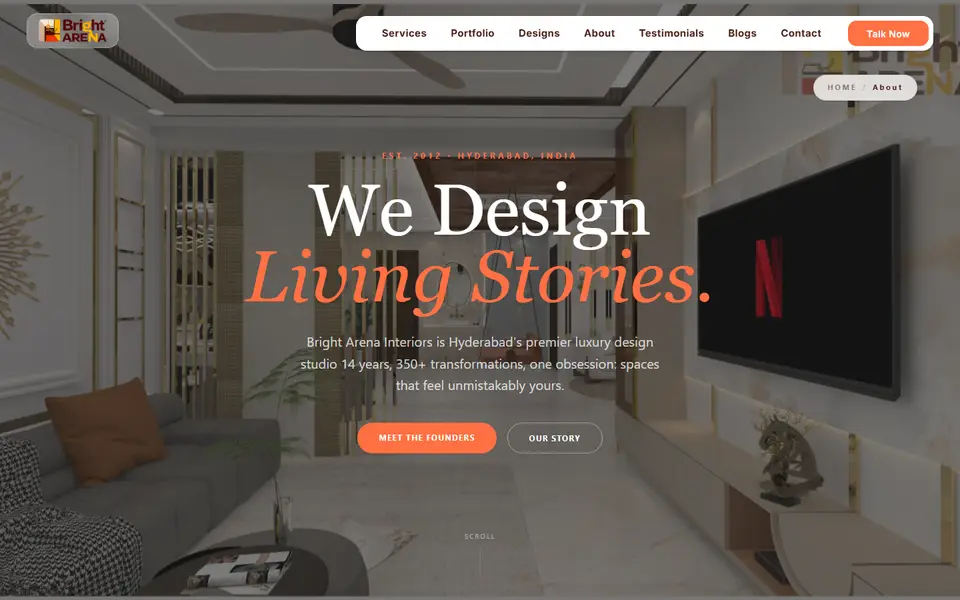 Bright
ARENA
Services
Portfolio
Designs
About
Testimonials
Blogs
Contact
Talk Now
HOME / About
EST. 2012 · HYDERABAD, INDIA
We Design
Living Stories.
Bright Arena Interiors is Hyderabad's premier luxury design
studio 14 years, 350+ transformations, one obsession: spaces
that feel unmistakably yours.
MEET THE FOUNDERS
OUR STORY
SCROLL